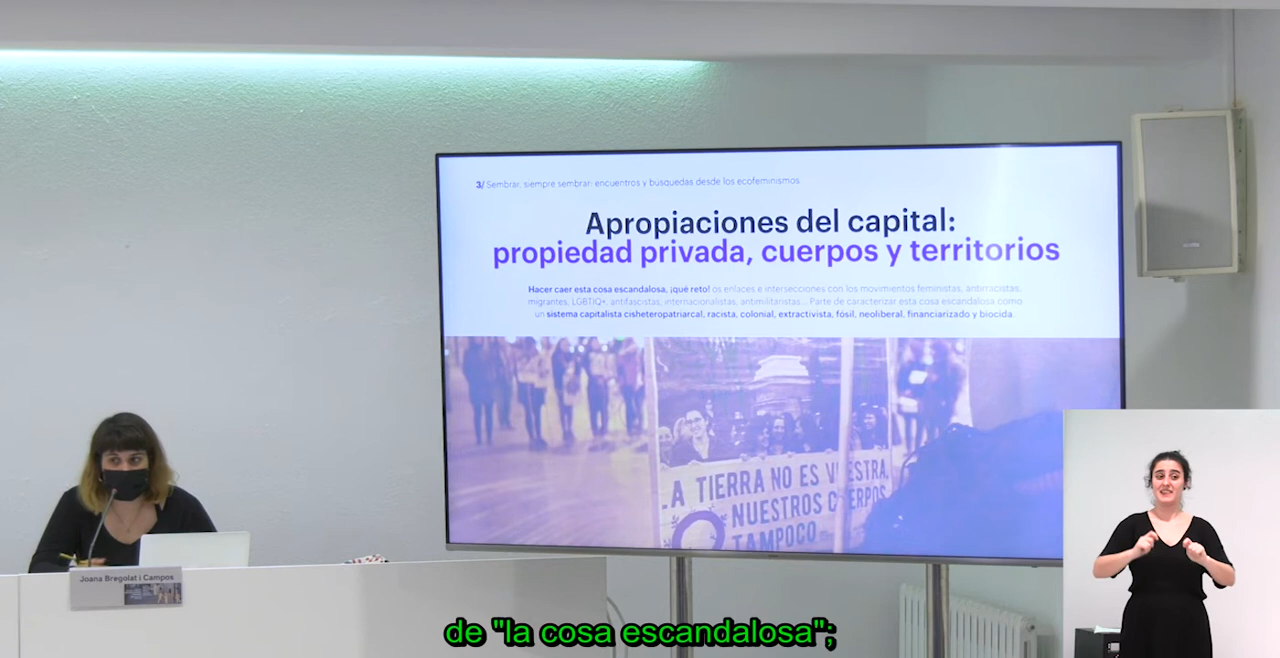 3/ Sembrar, siempre sembrar: encuentros y búsquedas desde los ecofeminismos
Apropiaciones del capital:
propiedad privada, cuerpos y territorios
Hacer caer esta cosa escandalosa, ¡qué reto! os enlaces e intersecciones con los movimientos feministas, antirracistas,
migrantes, LGBTIQ+, antifascistas, internacionalistas, antimilitaristas... Parte de caracterizar esta cosa escandalosa como
un sistema capitalista cisheteropatriarcal, racista, colonial, extractivista, fósil, neoliberal, financiarizado y biocida.
LA TIERRA NO ES VUESTRA,
NUESTROS CUERPOS
TAMPOCO
Joana Bregolat i Campos
de "la cosa escandalosa";